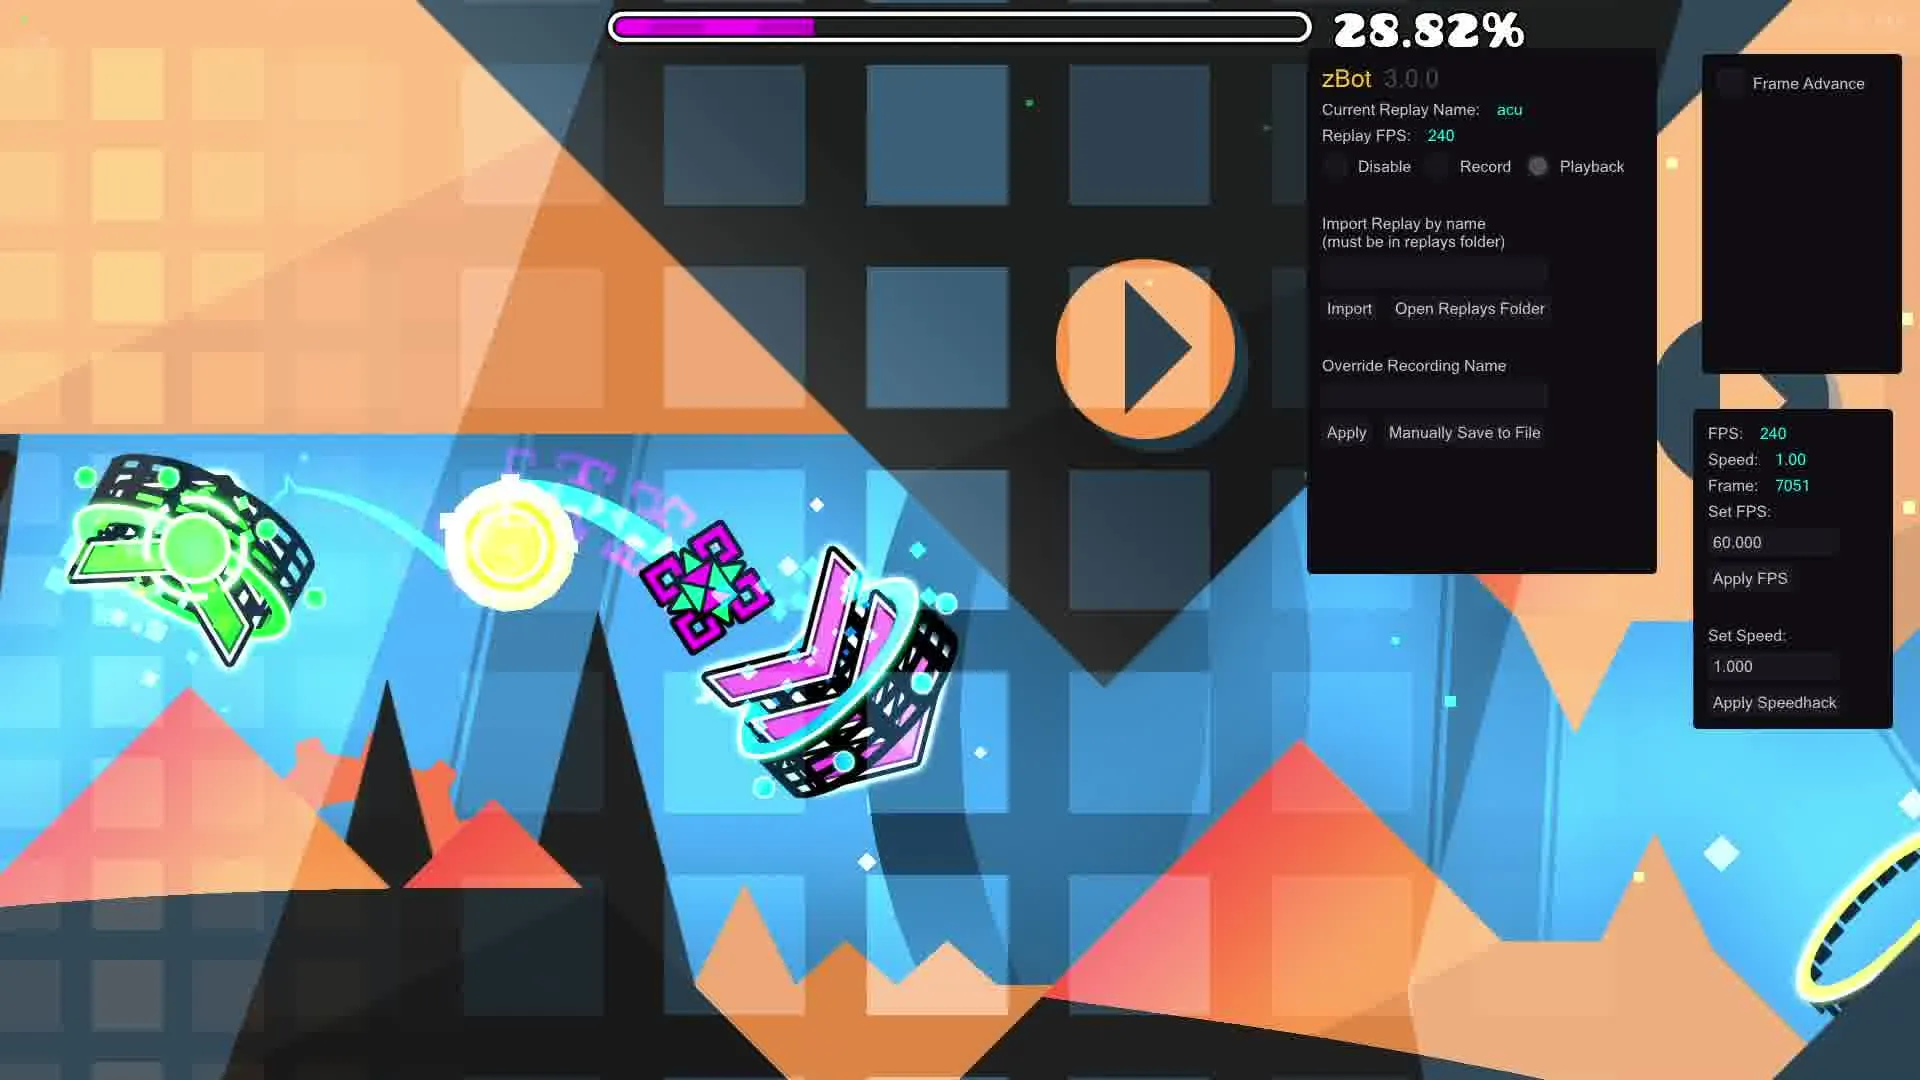 28.82%
zBot 3.0.0
Current Replay Name: acu
Replay FPS: 240
Disable Record Playback
Import Replay by name
(must be in replays folder)
Import Open Replays Folder
Override Recording Name
Apply Manually Save to File
Frame Advance
FPS: 240
Speed: 1.00
Frame: 7051
Set FPS:
60.000
Apply FPS
Set Speed:
1.000
Apply Speedhack